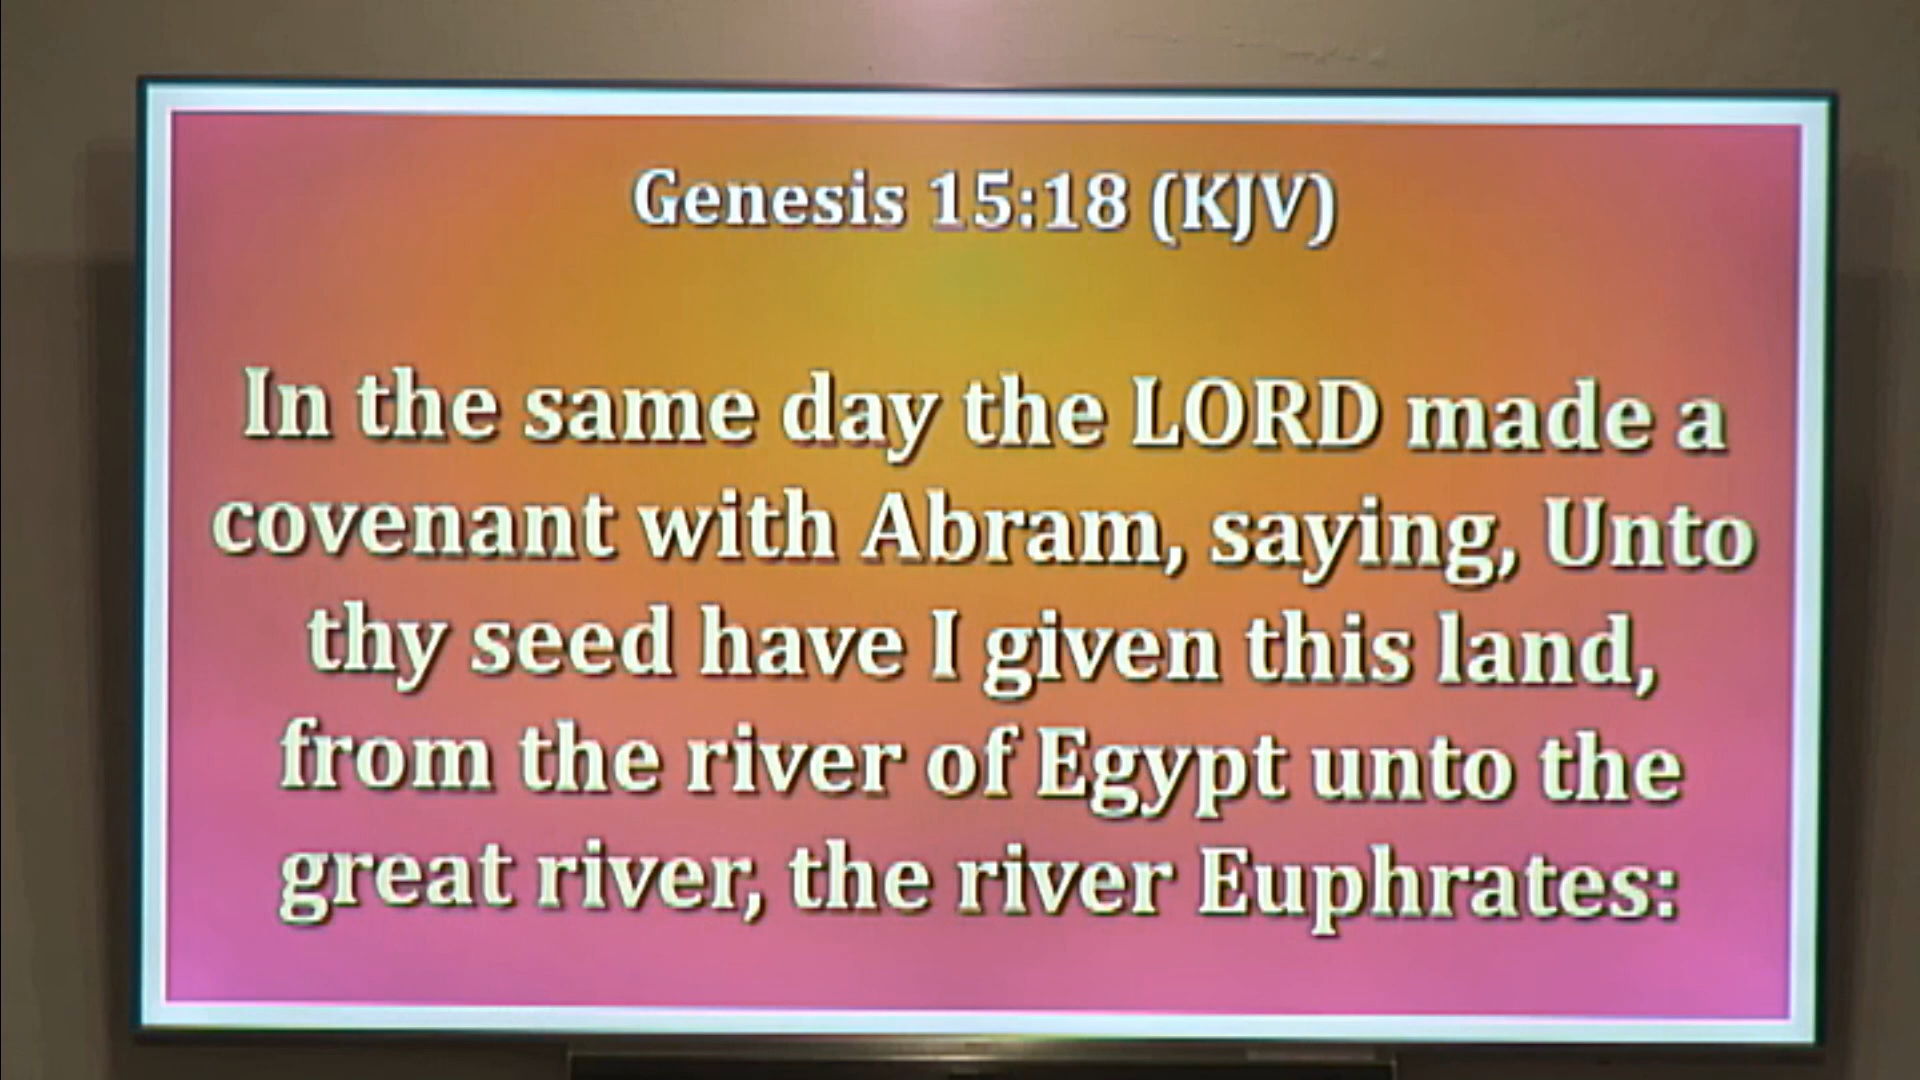 Genesis 15:18 (KJV)
In the same day the LORD made a
covenant with Abram, saying, Unto
thy seed have I given this land,
from the river of Egypt unto the
great river, the river Euphrates: